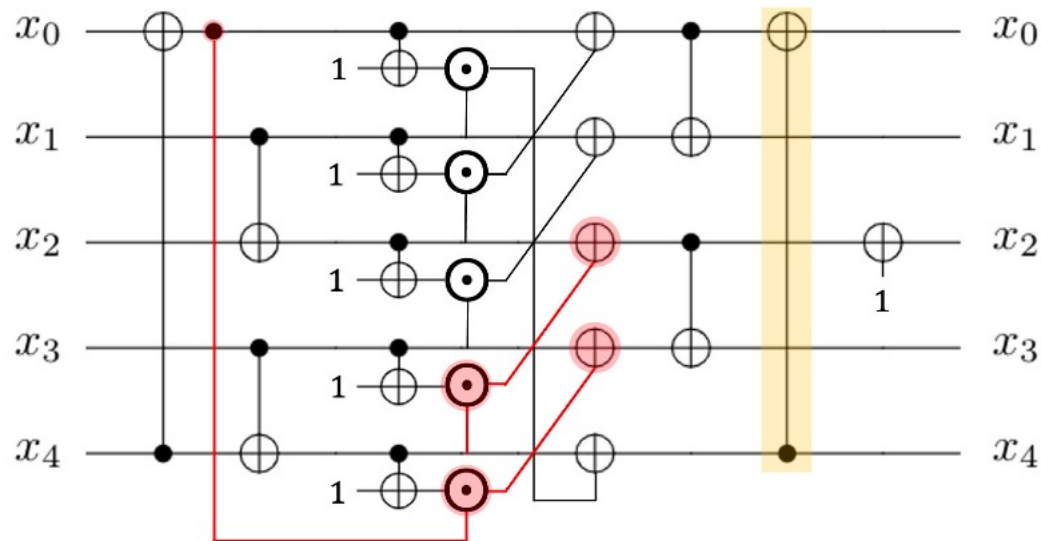 x₀ x₀
1
x₁ x₁
1
x₂ x₂
1 1
x₃ x₃
1
x₄ x₄
1